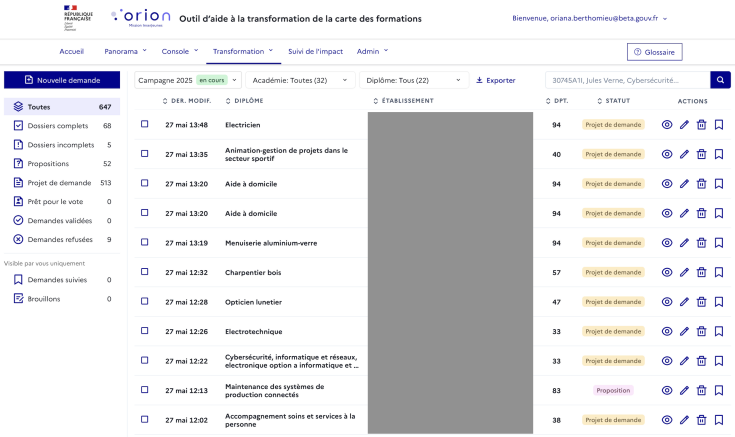 RÉPUBLIQUE
FRANÇAISE
orion
Outil d'aide à la transformation de la carte des formations
Bienvenue, oriana.berthomieu@beta.gouv.fr
Accueil
Panorama
Console
Transformation
Suivi de l'impact
Admin
Glossaire
Nouvelle demande
Campagne 2025 en cours
Académie: Toutes (32)
Diplôme: Tous (22)
Exporter
30745A1I, Jules Verne, Cybersécurité...
Toutes 647
Dossiers complets 68
Dossiers incomplets 5
Propositions 52
Projet de demande 513
Prêt pour le vote 0
Demandes validées 0
Demandes refusées 9
Visible par vous uniquement
Demandes suivies 0
Brouillons 0
DER. MODIF. DIPLÔME ÉTABLISSEMENT DPT. STATUT ACTIONS
27 mai 13:48 Electricien 94 Projet de demande
27 mai 13:35 Animation-gestion de projets dans le
secteur sportif 40 Projet de demande
27 mai 13:20 Aide à domicile 94 Projet de demande
27 mai 13:20 Aide à domicile 94 Projet de demande
27 mai 13:19 Menuiserie aluminium-verre 94 Projet de demande
27 mai 12:32 Charpentier bois 57 Projet de demande
27 mai 12:28 Opticien lunetier 47 Projet de demande
27 mai 12:26 Electrotechnique 33 Projet de demande
27 mai 12:22 Cybersécurité, informatique et réseaux,
electronique option a informatique et ... 33 Projet de demande
27 mai 12:13 Maintenance des systèmes de
production connectés 83 Proposition
27 mai 12:02 Accompagnement soins et services à la
personne 38 Projet de demande